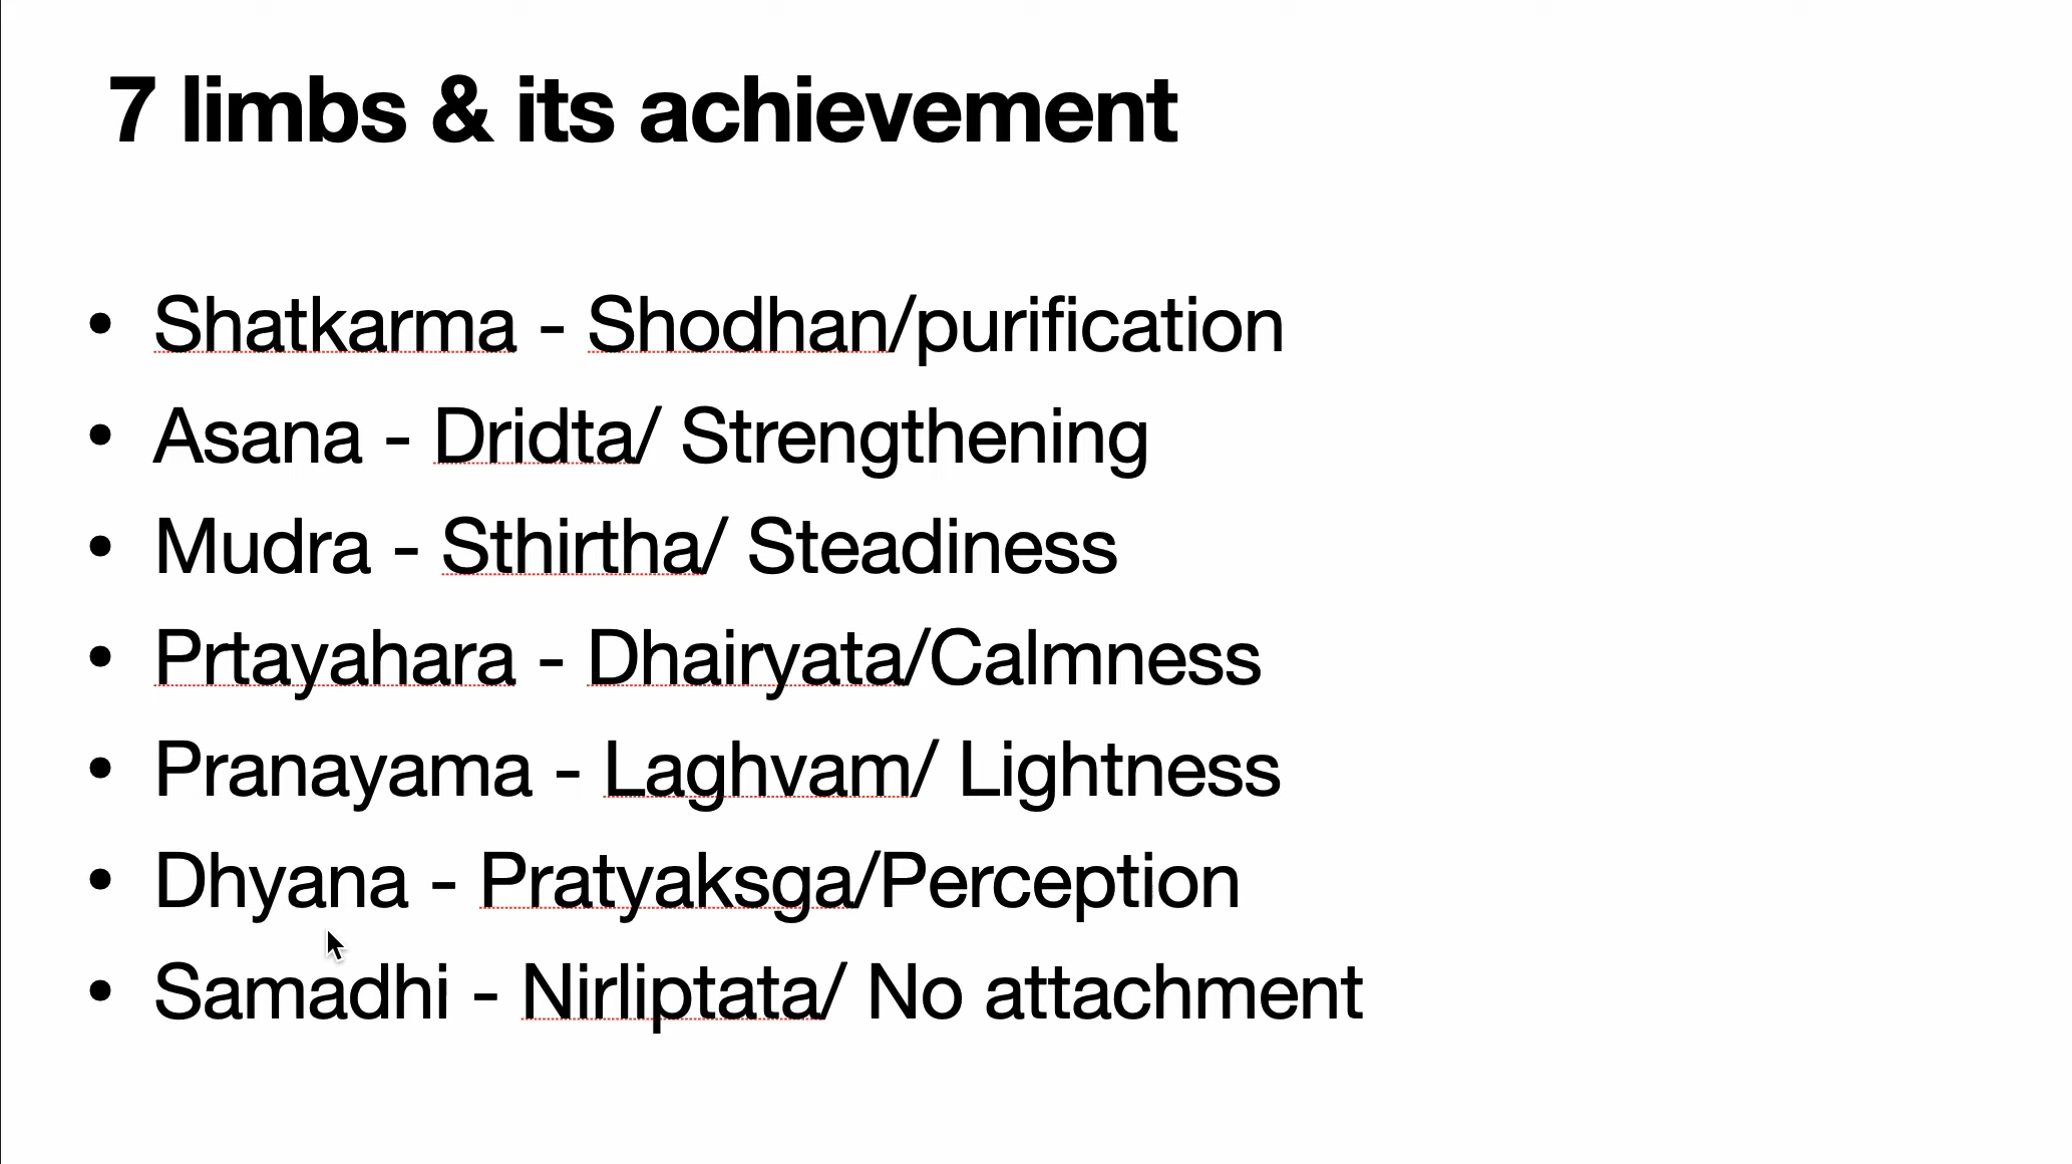 7 limbs & its achievement
• Shatkarma - Shodhan/purification
• Asana - Dridta/ Strengthening
• Mudra - Sthirtha/ Steadiness
• Prtayahara - Dhairyata/Calmness
• Pranayama - Laghvam/ Lightness
• Dhyana - Pratyaksga/Perception
• Samadhi - Nirliptata/ No attachment